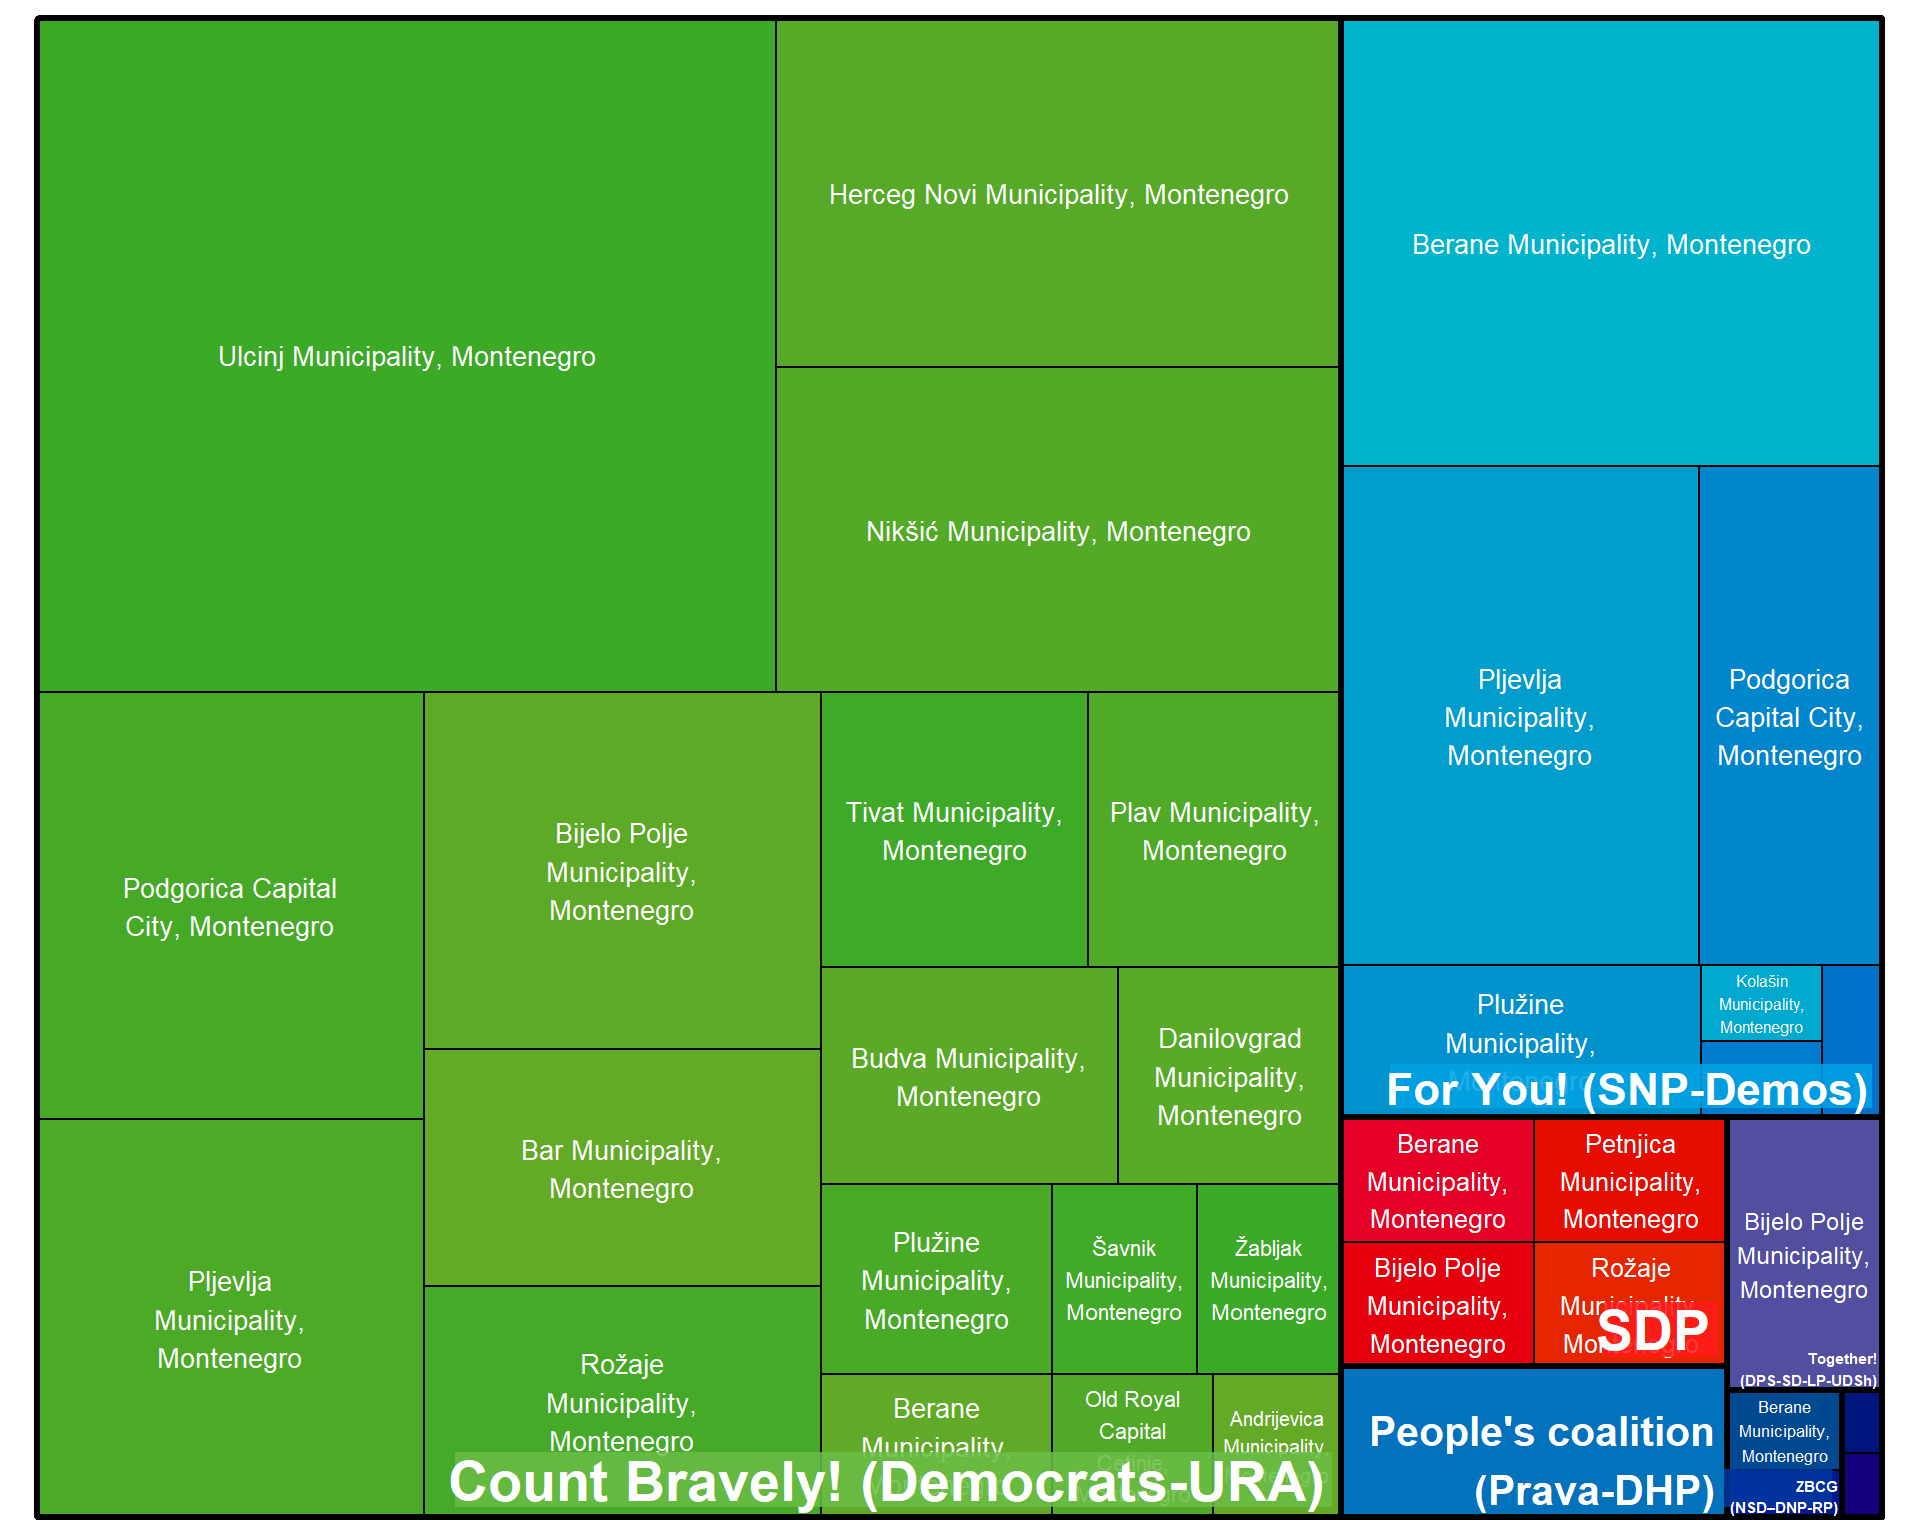 Ulcinj Municipality, Montenegro
Herceg Novi Municipality, Montenegro
Nikšić Municipality, Montenegro
Podgorica Capital
City, Montenegro
Pljevlja
Municipality,
Montenegro
Bijelo Polje
Municipality,
Montenegro
Bar Municipality,
Montenegro
Rožaje
Municipality,
Montenegro
Tivat Municipality,
Montenegro
Plav Municipality,
Montenegro
Budva Municipality,
Montenegro
Danilovgrad
Municipality,
Montenegro
Plužine
Municipality,
Montenegro
Šavnik
Municipality,
Montenegro
Žabljak
Municipality,
Montenegro
Berane
Municipality,
Old Royal
Capital
Cetinje,
Andrijevica
Municipality,
Count Bravely! (Democrats-URA)
Berane Municipality, Montenegro
Pljevlja
Municipality,
Montenegro
Podgorica
Capital City,
Montenegro
Plužine
Municipality,
Kolašin
Municipality,
Montenegro
For You! (SNP-Demos)
Berane
Municipality,
Montenegro
Petnjica
Municipality,
Montenegro
Bijelo Polje
Municipality,
Montenegro
Rožaje
Municipality,
Montenegro
SDP
Bijelo Polje
Municipality,
Montenegro
Together!
(DPS-SD-LP-UDSh)
People's coalition
(Prava-DHP)
Berane
Municipality,
Montenegro
ZBCG
(NSD–DNP-RP)